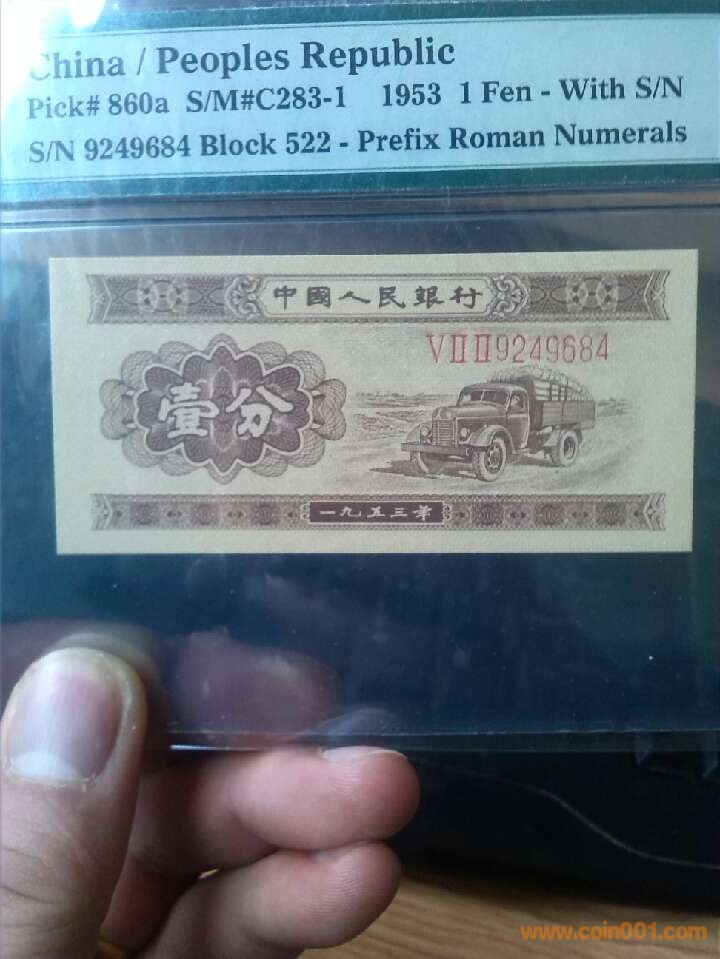 China / Peoples Republic
Pick# 860a S/M#C283-1 1953 1 Fen - With S/N
S/N 9249684 Block 522 - Prefix Roman Numerals
中國人民銀行
VⅡⅡ9249684
壹分
一九五三年
www.coin001.com